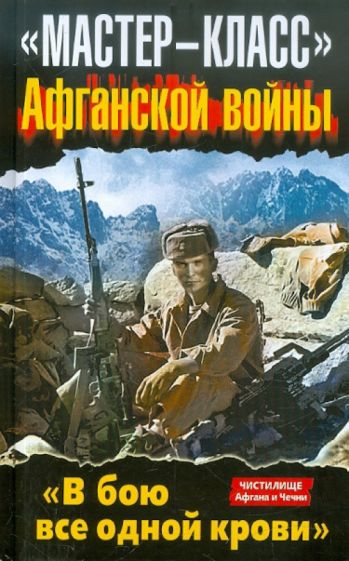 «МАСТЕР–КЛАСС»
Афганской войны
ЧИСТИЛИЩЕ
Афгана и Чечни
«В бою
все одной крови»